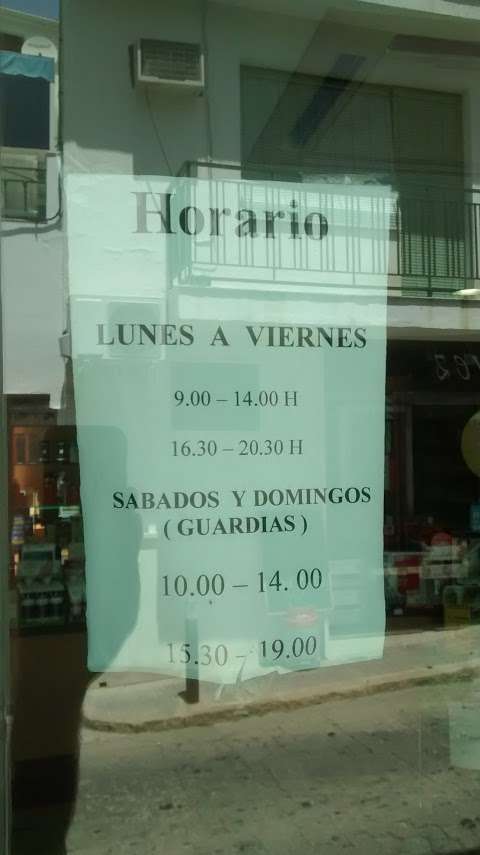 Horario
LUNES A VIERNES
9.00 – 14.00 H
16.30 – 20.30 H
SABADOS Y DOMINGOS
( GUARDIAS )
10.00 – 14. 00
15.30 – 19.00